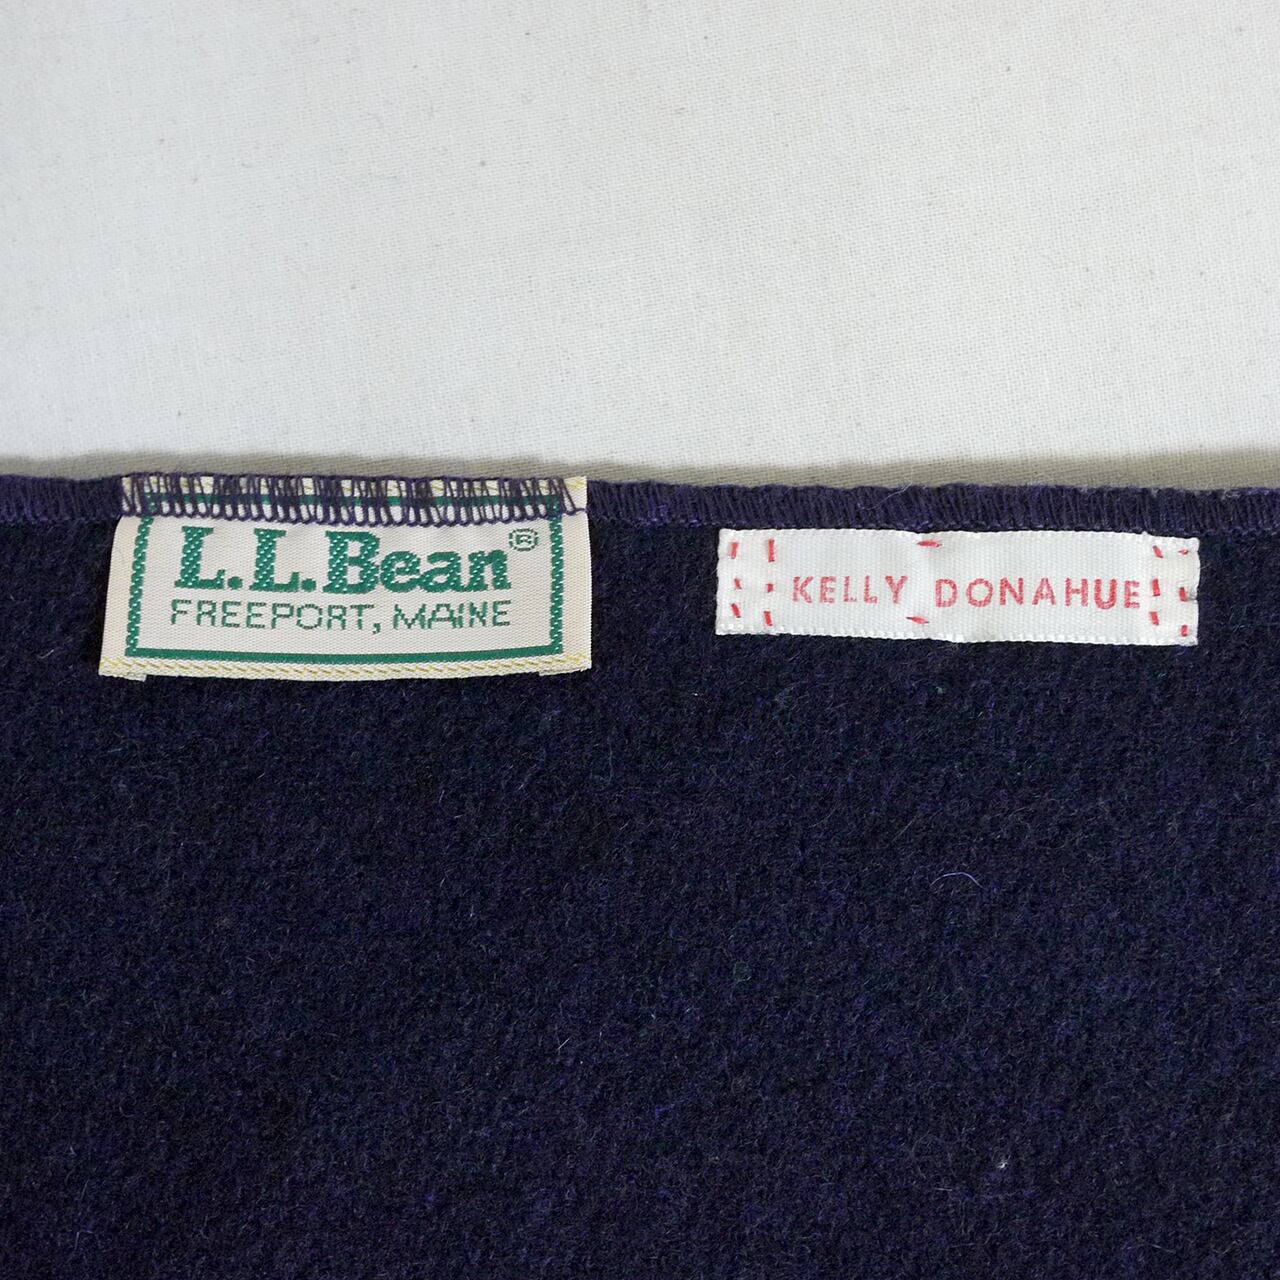 L.L.Bean®
FREEPORT, MAINE
KELLY DONAHUE